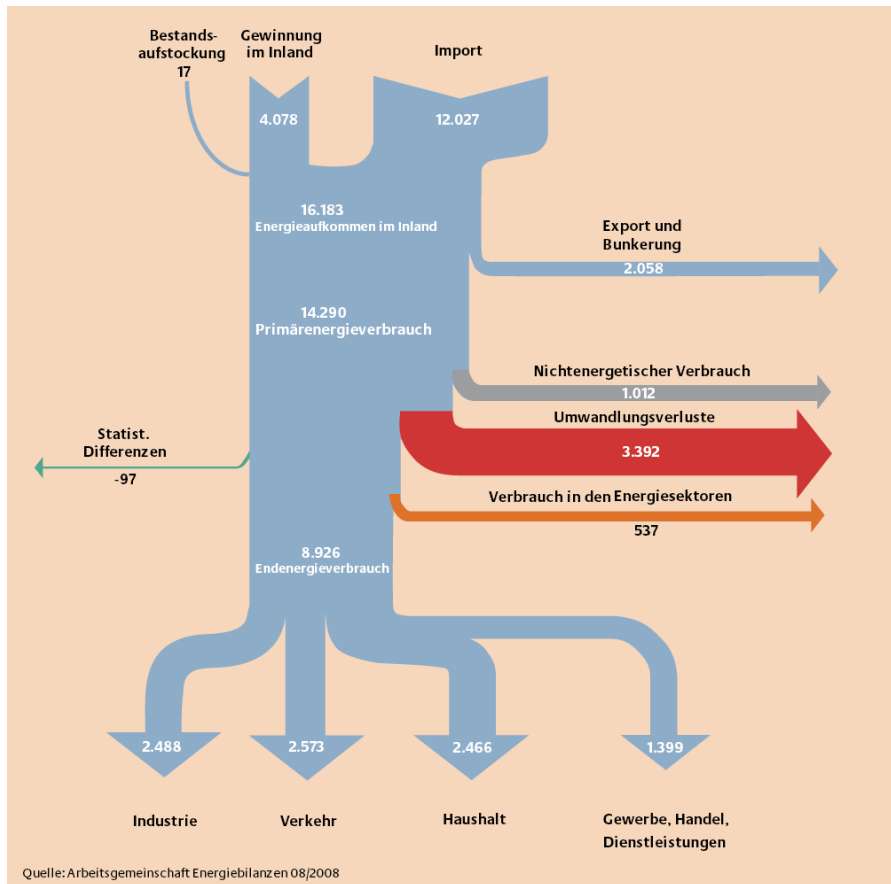 Bestands-
aufstockung
17
Gewinnung
im Inland
Import
4.078
12.027
16.183
Energieaufkommen im Inland
Export und
Bunkerung
2.058
14.290
Primärenergieverbrauch
Nichtenergetischer Verbrauch
1.012
Umwandlungsverluste
3.392
Statist.
Differenzen
-97
Verbrauch in den Energiesektoren
537
8.926
Endenergieverbrauch
2.488
2.573
2.466
1.399
Industrie
Verkehr
Haushalt
Gewerbe, Handel,
Dienstleistungen
Quelle: Arbeitsgemeinschaft Energiebilanzen 08/2008